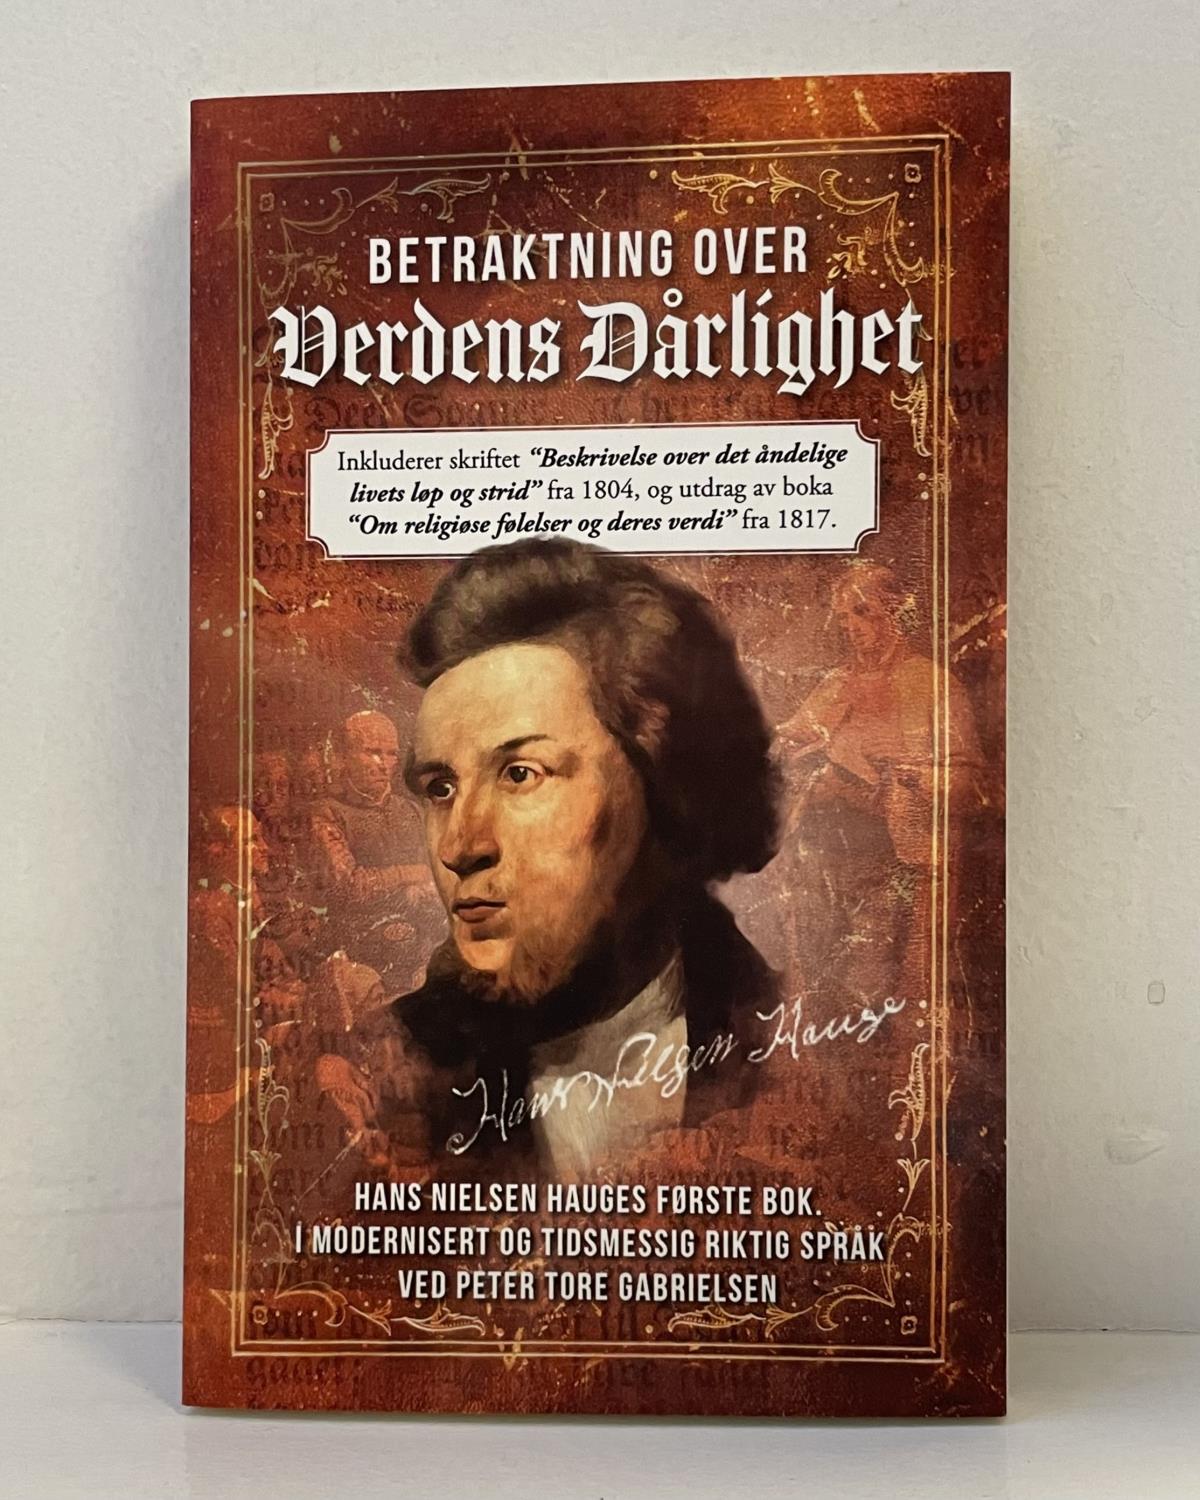 BETRAKTNING OVER
Verdens Dårlighet
Inkluderer skriftet “Beskrivelse over det åndelige
livets løp og strid” fra 1804, og utdrag av boka
“Om religiøse følelser og deres verdi” fra 1817.
Hans Nielsen Hauge
HANS NIELSEN HAUGES FØRSTE BOK.
I MODERNISERT OG TIDSMESSIG RIKTIG SPRÅK
VED PETER TORE GABRIELSEN